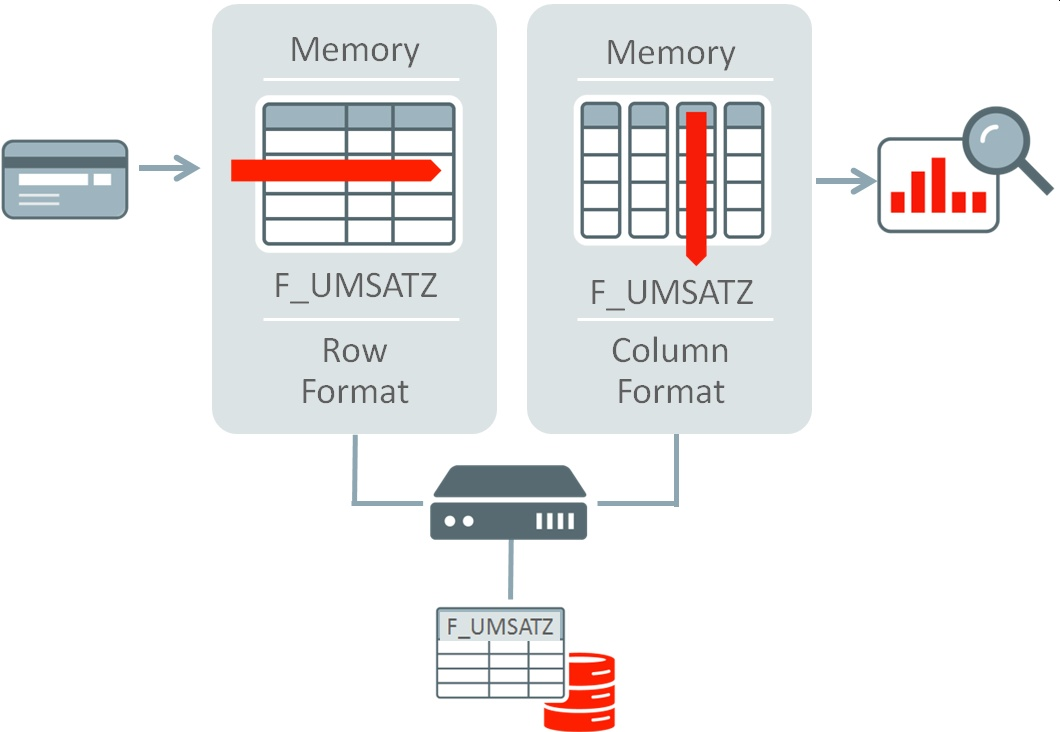 Memory
F_UMSATZ
Row
Format
Memory
F_UMSATZ
Column
Format
F_UMSATZ